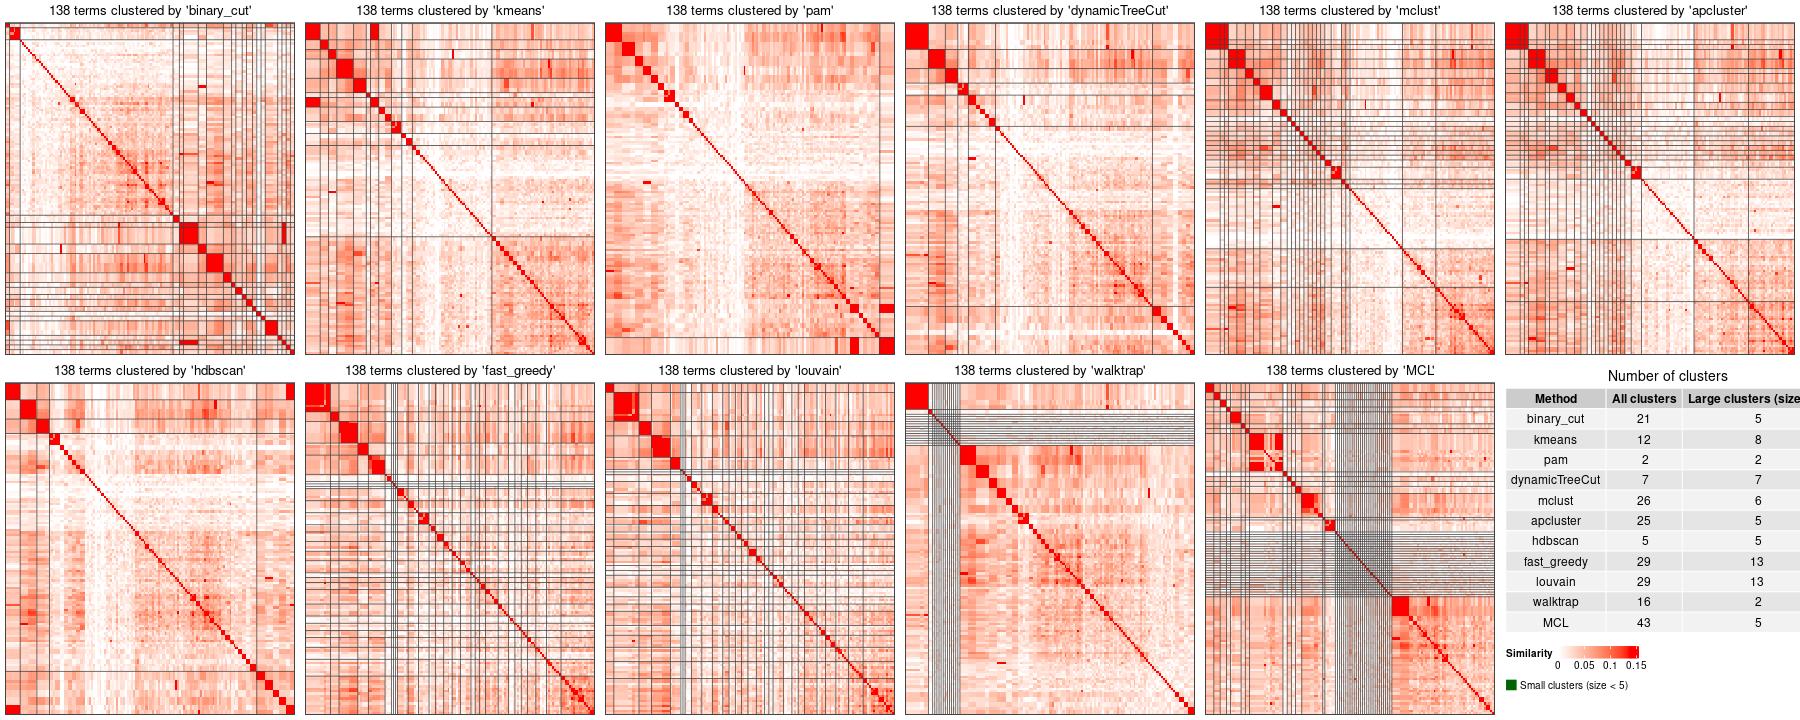 138 terms clustered by 'binary_cut'
138 terms clustered by 'kmeans'
138 terms clustered by 'pam'
138 terms clustered by 'dynamicTreeCut'
138 terms clustered by 'mclust'
138 terms clustered by 'apcluster'
138 terms clustered by 'hdbscan'
138 terms clustered by 'fast_greedy'
138 terms clustered by 'louvain'
138 terms clustered by 'walktrap'
138 terms clustered by 'MCL'
Number of clusters
Method All clusters Large clusters (size
binary_cut 21 5
kmeans 12 8
pam 2 2
dynamicTreeCut 7 7
mclust 26 6
apcluster 25 5
hdbscan 5 5
fast_greedy 29 13
louvain 29 13
walktrap 16 2
MCL 43 5
Similarity
0 0.05 0.1 0.15
Small clusters (size < 5)